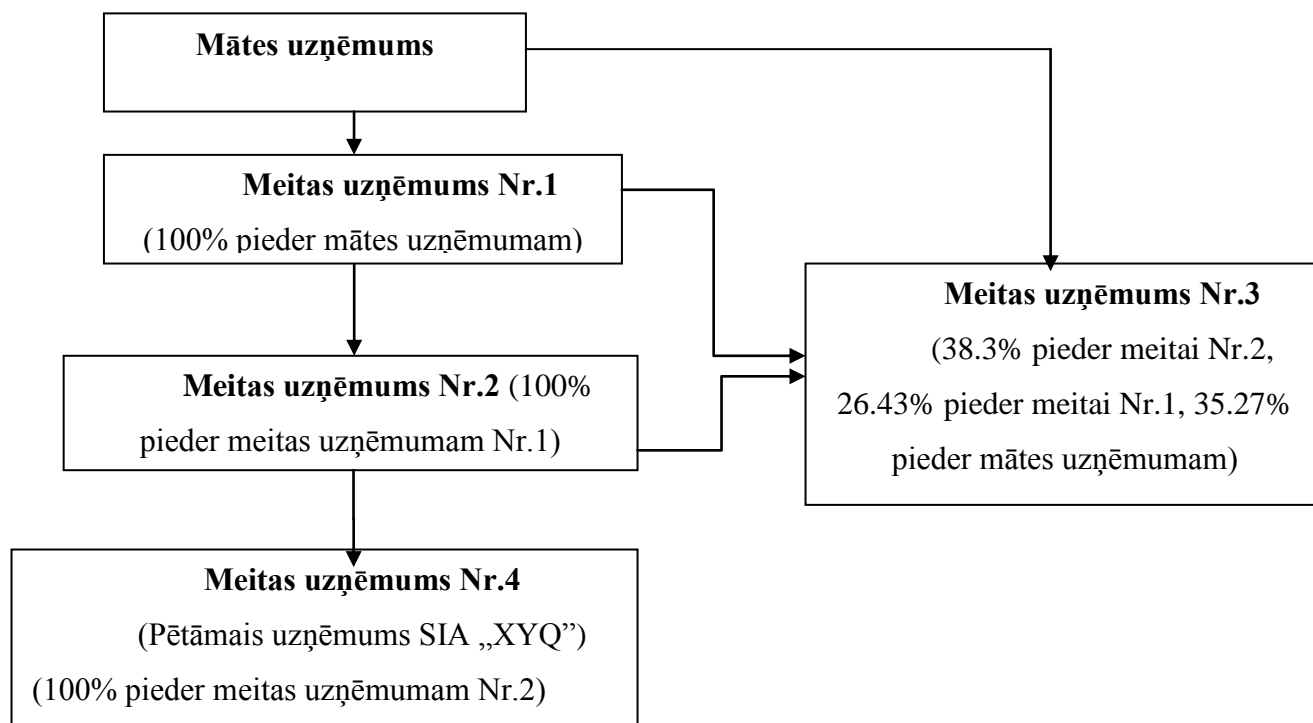 Mātes uzņēmums
Meitas uzņēmums Nr.1
(100% pieder mātes uzņēmumam)
Meitas uzņēmums Nr.2 (100%
pieder meitas uzņēmumam Nr.1)
Meitas uzņēmums Nr.3
(38.3% pieder meitai Nr.2,
26.43% pieder meitai Nr.1, 35.27%
pieder mātes uzņēmumam)
Meitas uzņēmums Nr.4
(Pētāmais uzņēmums SIA „XYQ”)
(100% pieder meitas uzņēmumam Nr.2)